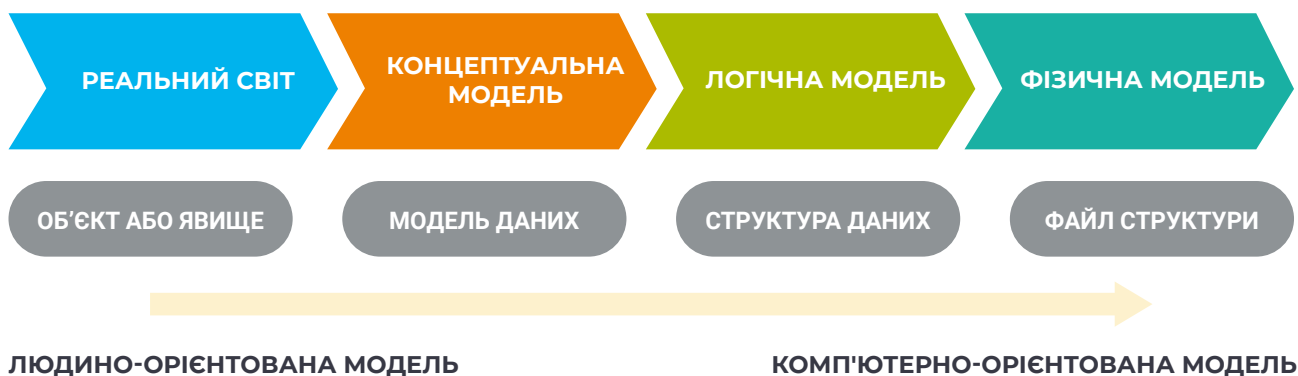 РЕАЛЬНИЙ СВІТ
КОНЦЕПТУАЛЬНА
МОДЕЛЬ
ЛОГІЧНА МОДЕЛЬ
ФІЗИЧНА МОДЕЛЬ
ОБ’ЄКТ АБО ЯВИЩЕ
МОДЕЛЬ ДАНИХ
СТРУКТУРА ДАНИХ
ФАЙЛ СТРУКТУРИ
ЛЮДИНО-ОРІЄНТОВАНА МОДЕЛЬ
КОМП'ЮТЕРНО-ОРІЄНТОВАНА МОДЕЛЬ